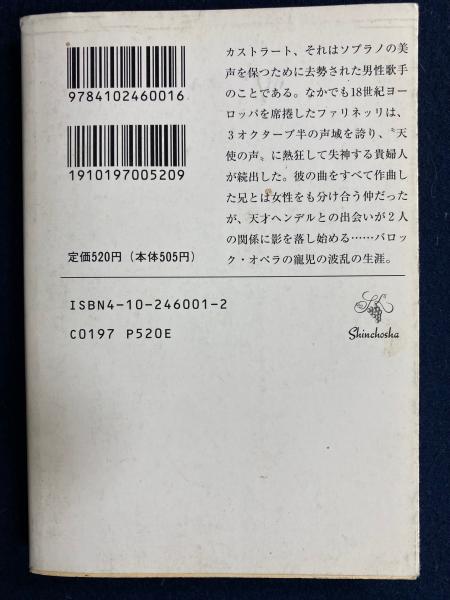 9784102460016
1910197005209
定価520円(本体505円)
カストラート、それはソプラノの美
声を保つために去勢された男性歌手
のことである。なかでも18世紀ヨー
ロッパを席捲したファリネッリは、
3オクターブ半の声域を誇り、〝天
使の声〟に熱狂して失神する貴婦人
が続出した。彼の曲をすべて作曲し
た兄とは女性をも分け合う仲だった
が、天才ヘンデルとの出会いが2人
の関係に影を落し始める……バロッ
ク・オペラの寵児の波乱の生涯。
ISBN4-10-246001-2
C0197 P520E
Shinchosha